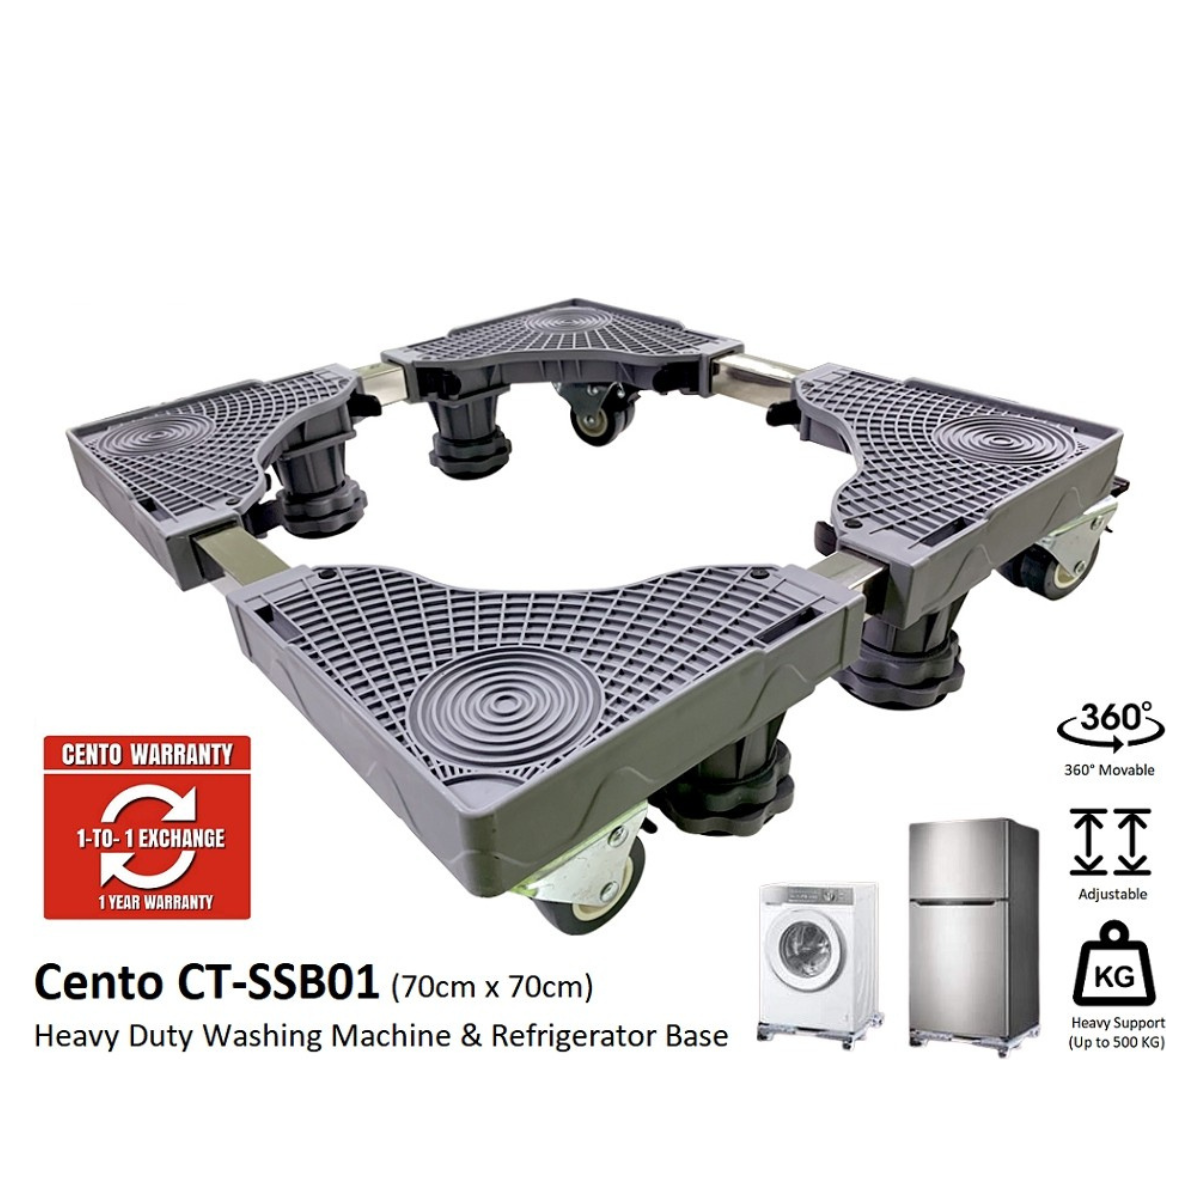 CENTO WARRANTY
1-TO- 1 EXCHANGE
1 YEAR WARRANTY
Cento CT-SSB01 (70cm x 70cm)
Heavy Duty Washing Machine & Refrigerator Base
360°
360° Movable
Adjustable
KG
Heavy Support
(Up to 500 KG)